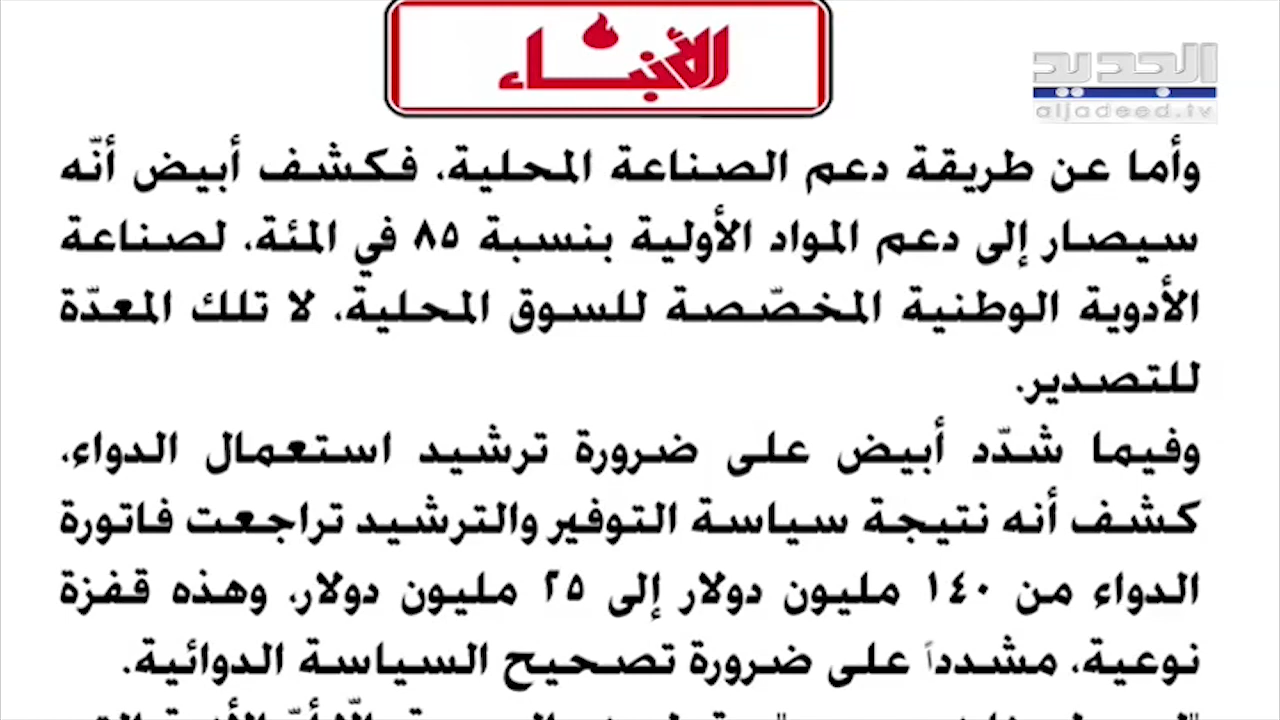 الأنباء
الجديد
aljadeed.tv
وأما عن طريقة دعم الصناعة المحلية، فكشف أبيض أنّه
سيصار إلى دعم المواد الأولية بنسبة ٨٥ في المئة، لصناعة
الأدوية الوطنية المخصّصة للسوق المحلية، لا تلك المعدّة
للتصدير.
وفيما شدّد أبيض على ضرورة ترشيد استعمال الدواء،
كشف أنه نتيجة سياسة التوفير والترشيد تراجعت فاتورة
الدواء من ١٤٠ مليون دولار إلى ٢٥ مليون دولار، وهذه قفزة
نوعية، مشدداً على ضرورة تصحيح السياسة الدوائية.